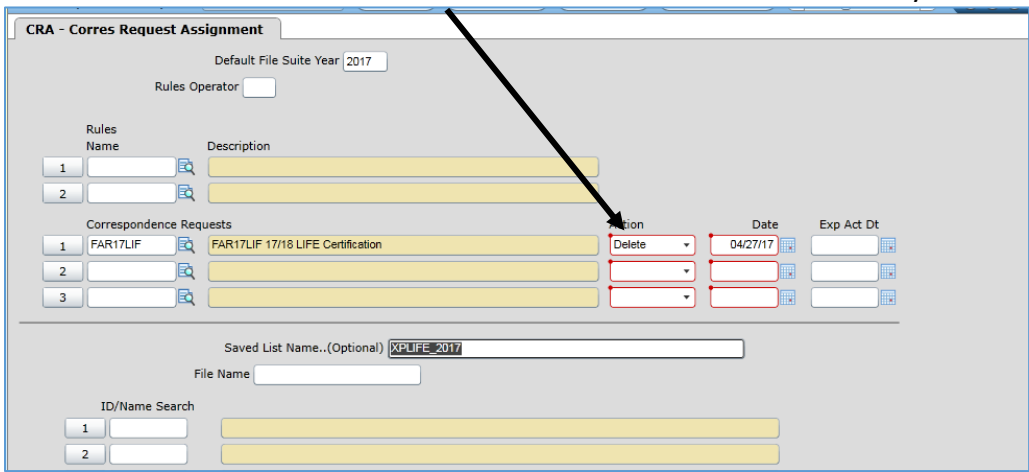 CRA - Corres Request Assignment
Default File Suite Year 2017
Rules Operator
Rules
Name Description
1
2
Correspondence Requests Action Date Exp Act Dt
1 FAR17LIF FAR17LIF 17/18 LIFE Certification Delete 04/27/17
2
3
Saved List Name..(Optional) XPLIFE_2017
File Name
ID/Name Search
1
2